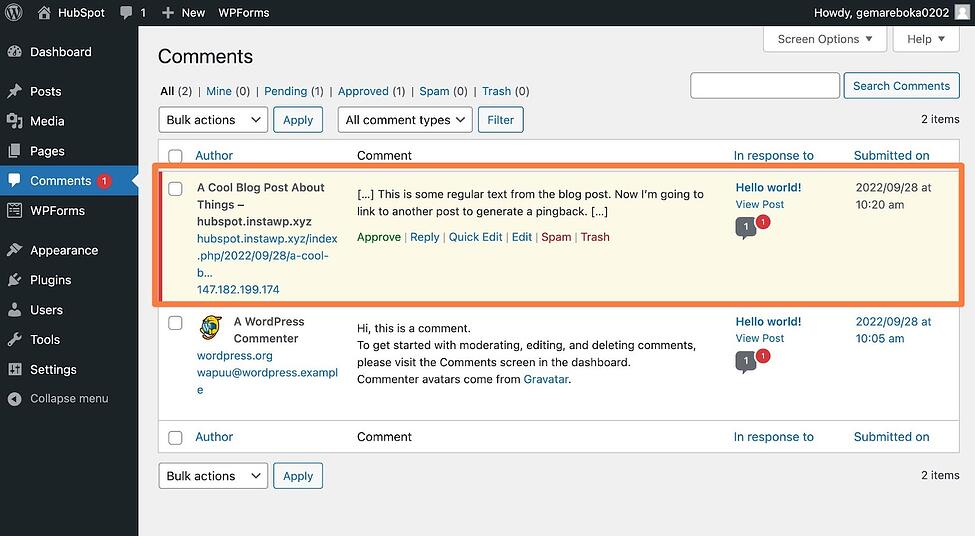 HubSpot 1 + New WPForms Howdy, gemareboka0202
Screen Options ▼ Help ▼
Dashboard
Posts
Media
Pages
Comments 1
WPForms
Appearance
Plugins
Users
Tools
Settings
Collapse menu
Comments
All (2) | Mine (0) | Pending (1) | Approved (1) | Spam (0) | Trash (0)
Search Comments
Bulk actions Apply All comment types Filter 2 items
Author Comment In response to Submitted on
A Cool Blog Post About
Things –
hubspot.instawp.xyz
hubspot.instawp.xyz/index
.php/2022/09/28/a-cool-
b...
147.182.199.174
[...] This is some regular text from the blog post. Now I'm going to
link to another post to generate a pingback. [...]
Approve | Reply | Quick Edit | Edit | Spam | Trash
Hello world!
View Post
1 1
2022/09/28 at
10:20 am
A WordPress
Commenter
wordpress.org
wapuu@wordpress.exampl
e
Hi, this is a comment.
To get started with moderating, editing, and deleting comments,
please visit the Comments screen in the dashboard.
Commenter avatars come from Gravatar.
Hello world!
View Post
1 1
2022/09/28 at
10:05 am
Author Comment In response to Submitted on
Bulk actions Apply 2 items